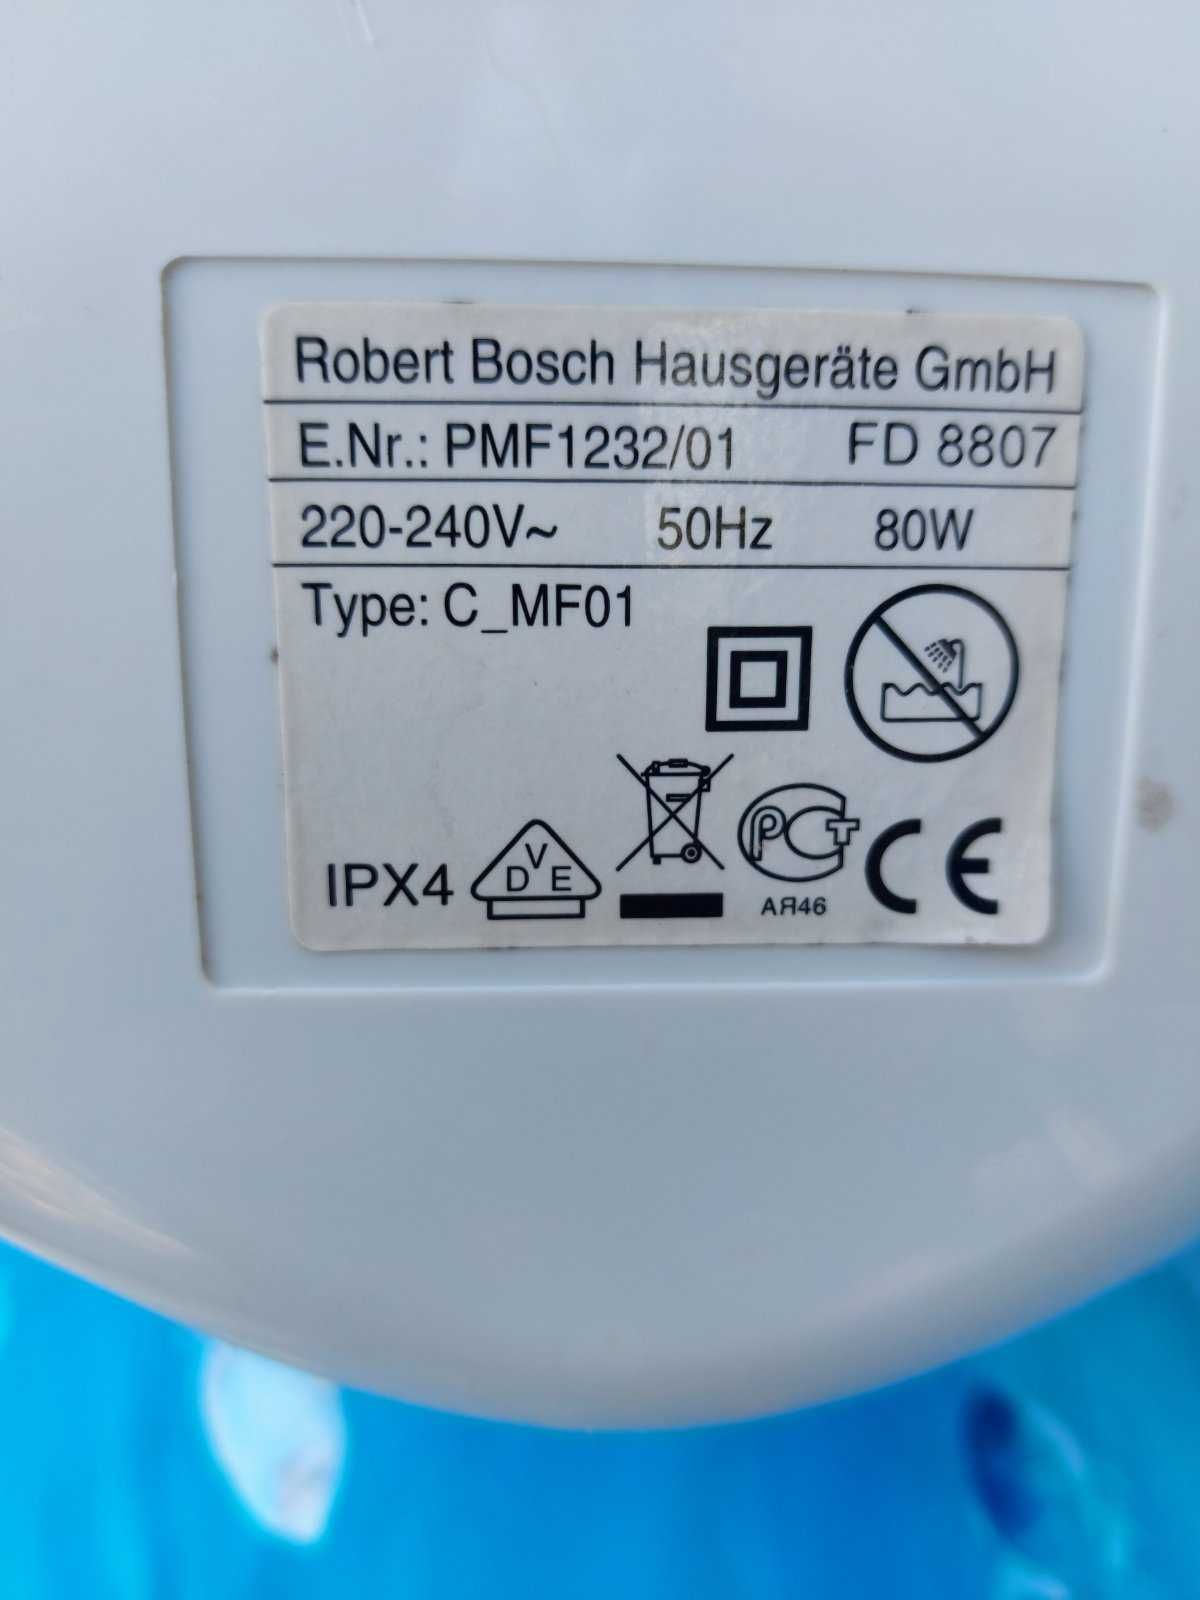 Robert Bosch Hausgeräte GmbH
E.Nr.: PMF1232/01 FD 8807
220-240V~ 50Hz 80W
Type: C_MF01
IPX4 DVE PCT CE
АЯ46